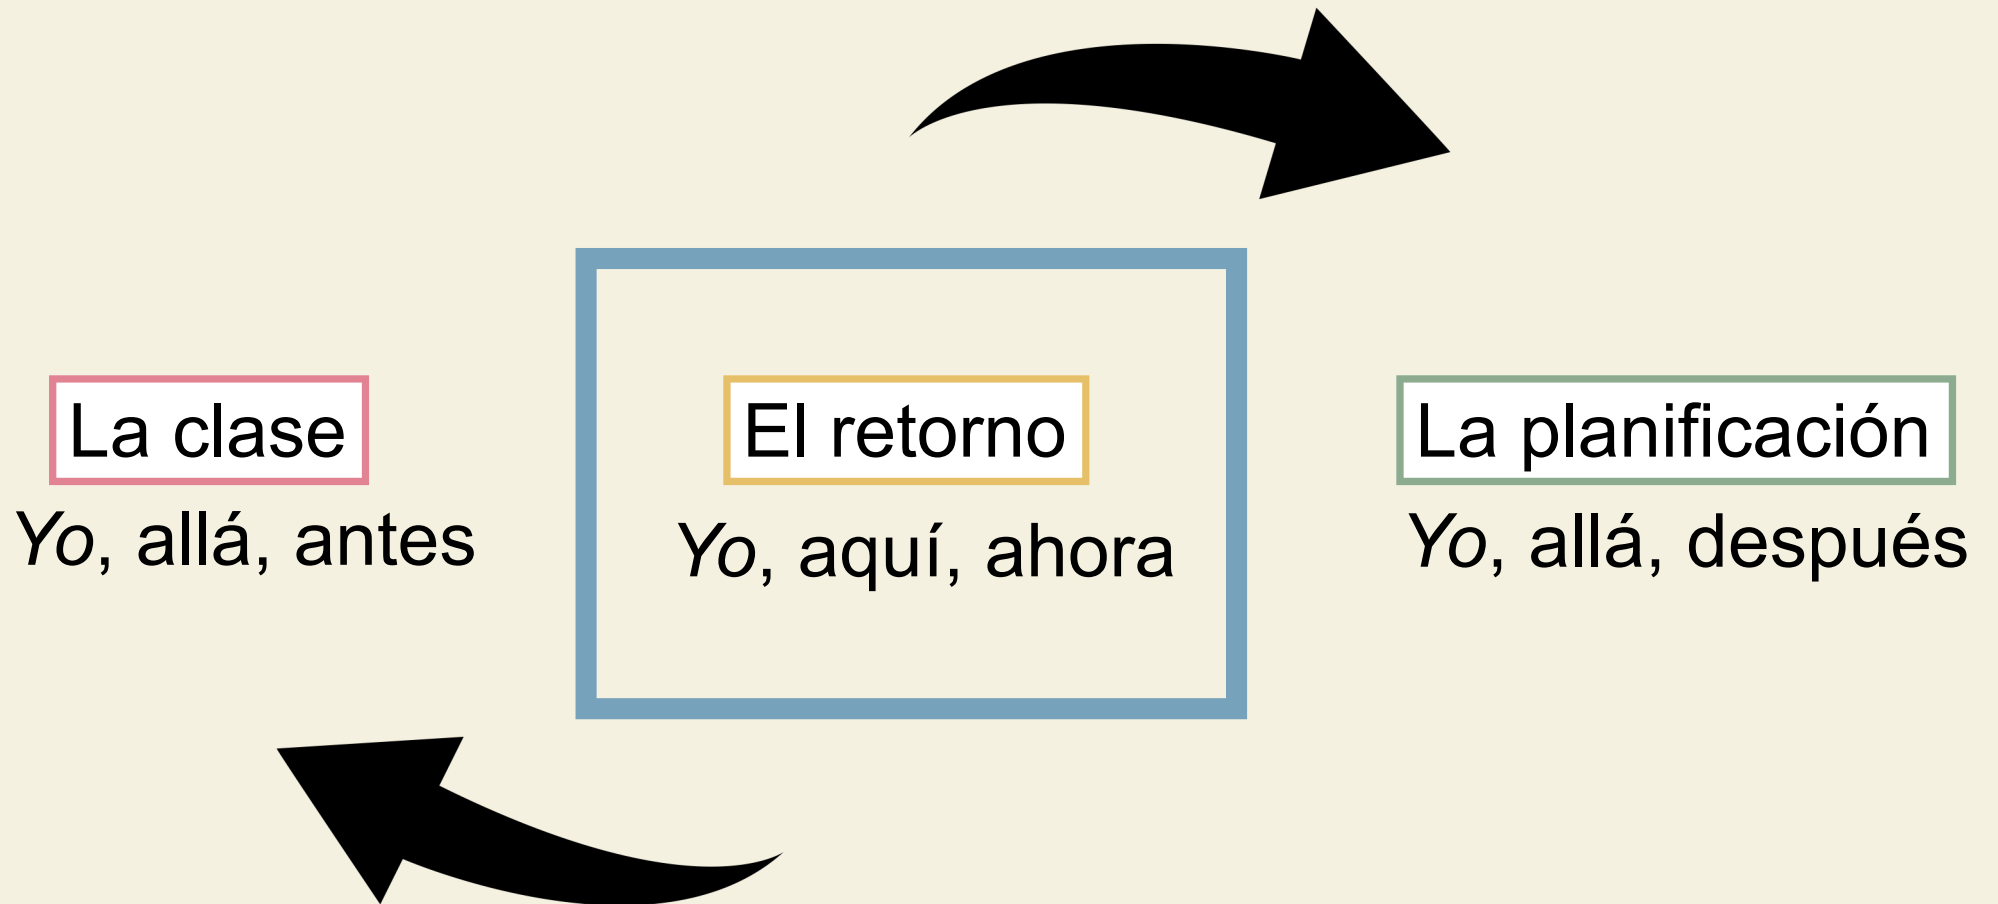 La clase
Yo, allá, antes
El retorno
Yo, aquí, ahora
La planificación
Yo, allá, después